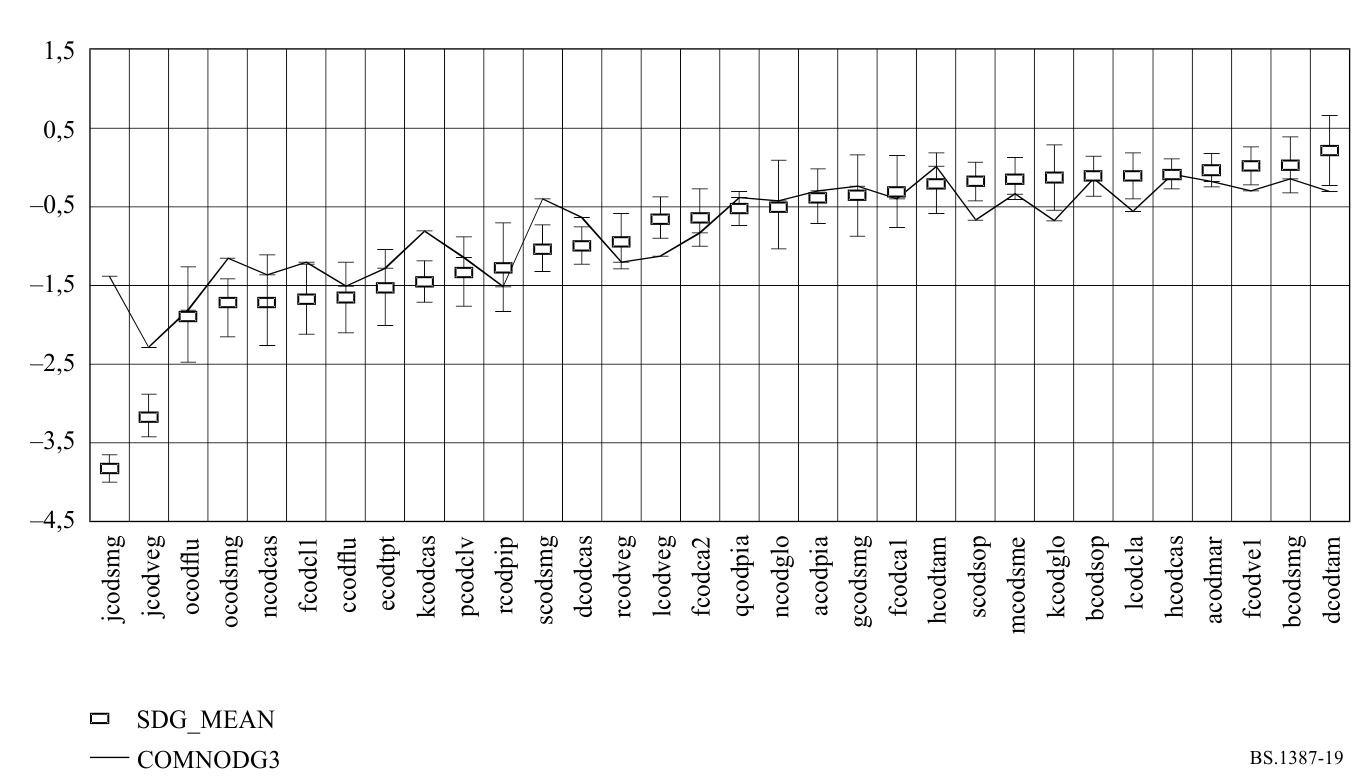 1,5
0,5
–0,5
–1,5
–2,5
–3,5
–4,5
jcodsmg
jcodveg
ocodflu
ocodsmg
ncodcas
fcodcl1
ccodflu
ecodtpt
kcodcas
pcodclv
rcodpip
scodsmg
dcodcas
rcodveg
lcodveg
fcodca2
qcodpia
ncodglo
acodpia
gcodsmg
fcodca1
hcodtam
scodsop
mcodsme
kcodglo
bcodsop
lcodcla
hcodcas
acodmar
fcodve1
bcodsmg
dcodtam
SDG_MEAN
COMNODG3
BS.1387-19